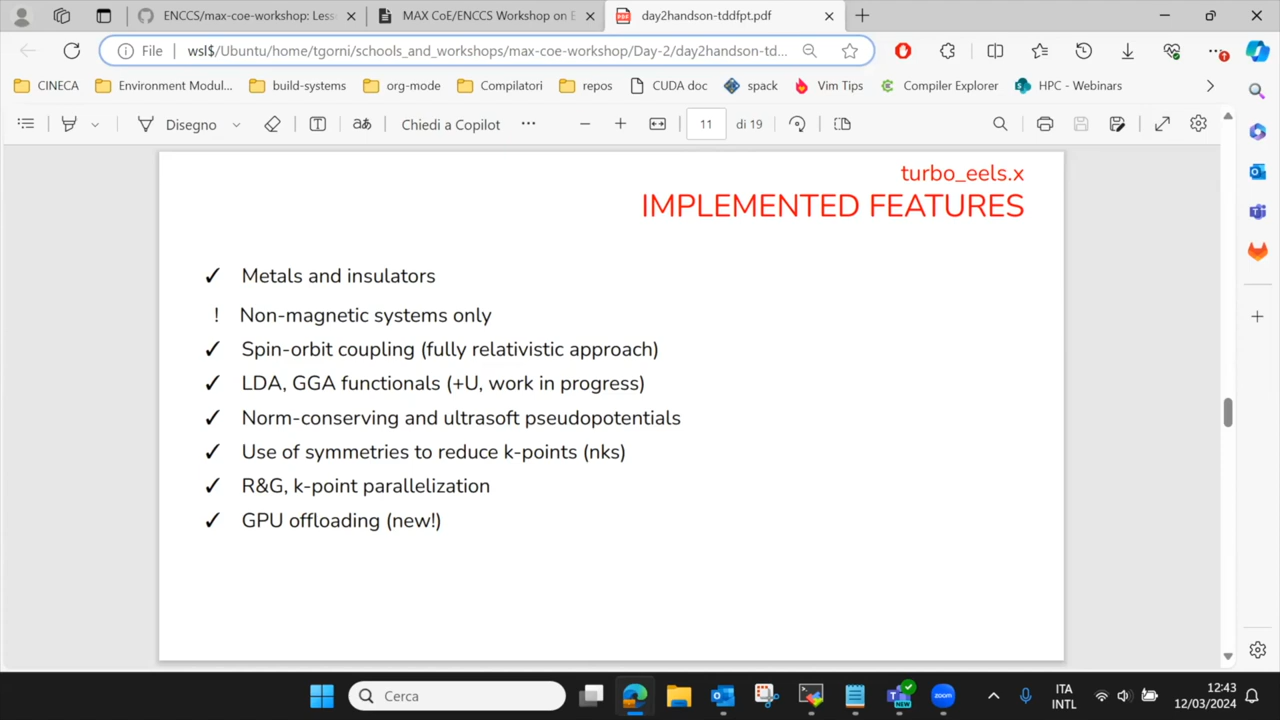 ENCCS/max-coe-workshop: Less
MAX CoE/ENCCS Workshop on E
day2handson-tddfpt.pdf
File
wsl$/Ubuntu/home/tgorni/schools_and_workshops/max-coe-workshop/Day-2/day2handson-td...
CINECA
Environment Modul...
build-systems
org-mode
Compilatori
repos
CUDA doc
spack
Vim Tips
Compiler Explorer
HPC - Webinars
Disegno
aあ
Chiedi a Copilot
11
di 19
turbo_eels.x
IMPLEMENTED FEATURES
✓ Metals and insulators
! Non-magnetic systems only
✓ Spin-orbit coupling (fully relativistic approach)
✓ LDA, GGA functionals (+U, work in progress)
✓ Norm-conserving and ultrasoft pseudopotentials
✓ Use of symmetries to reduce k-points (nks)
✓ R&G, k-point parallelization
✓ GPU offloading (new!)
Cerca
NEW
zoom
ITA
INTL
12:43
12/03/2024